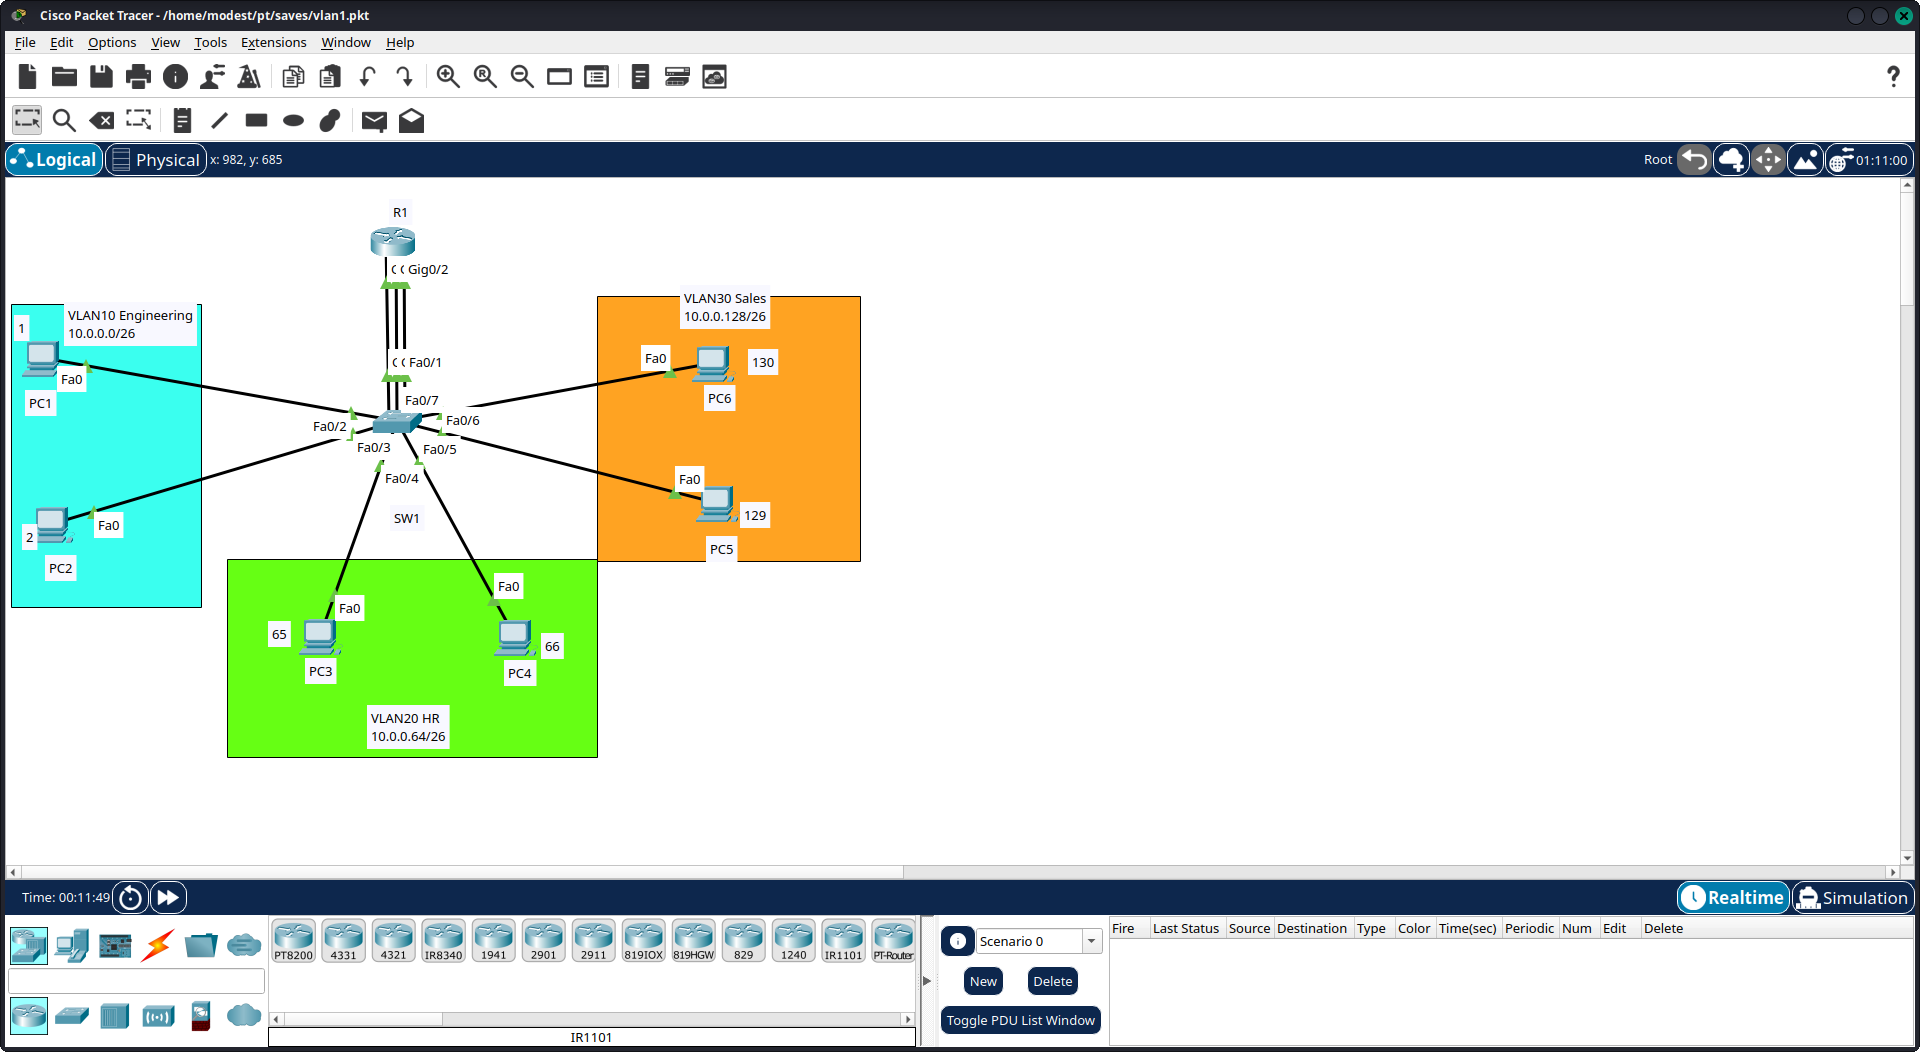 Cisco Packet Tracer - /home/modest/pt/saves/vlan1.pkt
File Edit Options View Tools Extensions Window Help
Logical Physical x: 982, y: 685 Root 01:11:00
R1
Gig0/2
VLAN10 Engineering
10.0.0.0/26
1
Fa0
PC1
2
Fa0
PC2
Fa0/1
Fa0/7
Fa0/2
Fa0/6
Fa0/3
Fa0/5
Fa0/4
SW1
VLAN30 Sales
10.0.0.128/26
Fa0
130
PC6
Fa0
129
PC5
Fa0
65
PC3
Fa0
66
PC4
VLAN20 HR
10.0.0.64/26
Time: 00:11:49 Realtime Simulation
PT8200 4331 4321 IR8340 1941 2901 2911 819IOX 819HGW 829 1240 IR1101 PT-Router
IR1101
Scenario 0
New Delete
Toggle PDU List Window
Fire Last Status Source Destination Type Color Time(sec) Periodic Num Edit Delete